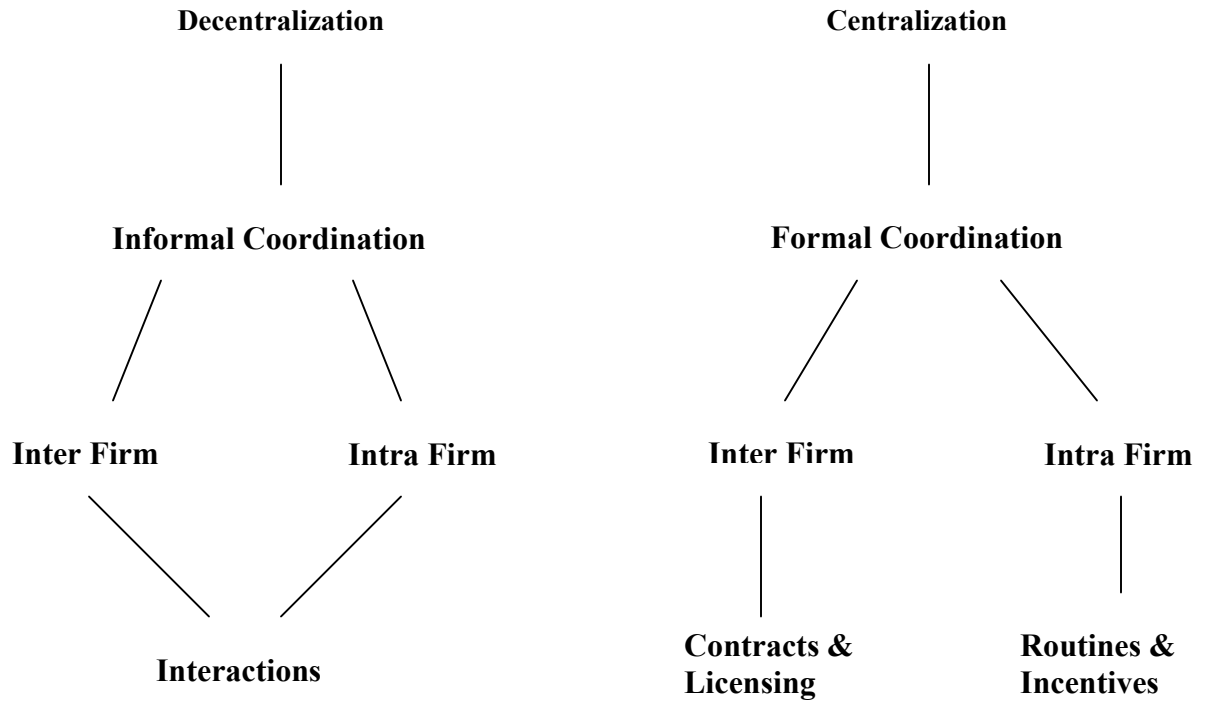 Decentralization
Centralization
Informal Coordination
Formal Coordination
Inter Firm
Intra Firm
Inter Firm
Intra Firm
Interactions
Contracts &
Licensing
Routines &
Incentives